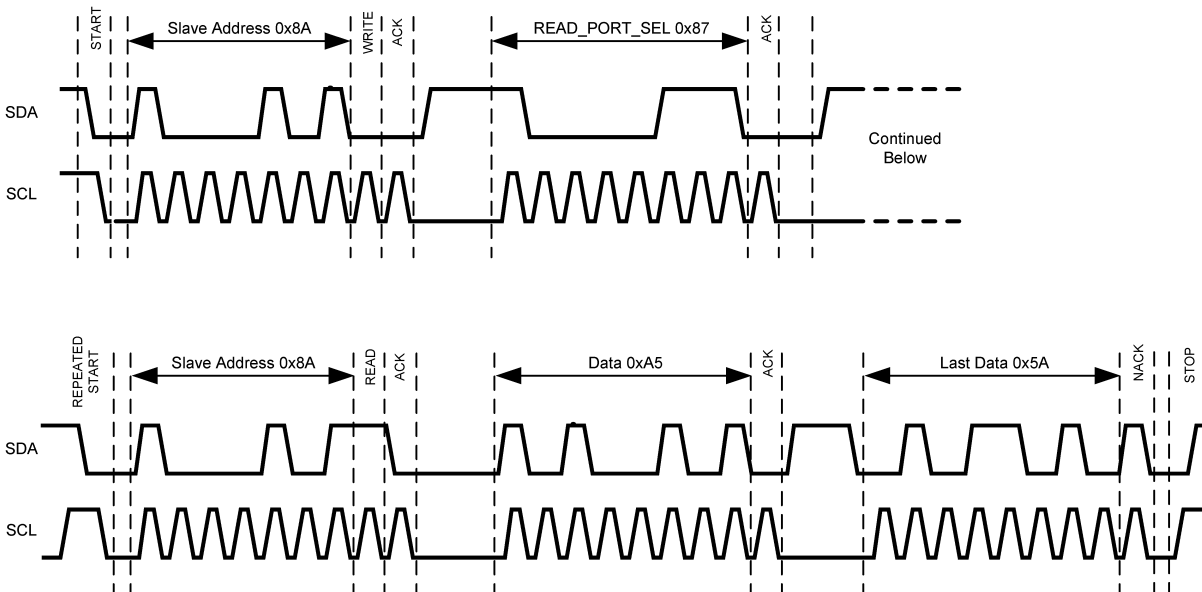 START
Slave Address 0x8A
WRITE
ACK
READ_PORT_SEL 0x87
ACK
SDA
Continued
Below
SCL
REPEATED
START
Slave Address 0x8A
READ
ACK
Data 0xA5
ACK
Last Data 0x5A
NACK
STOP
SDA
SCL